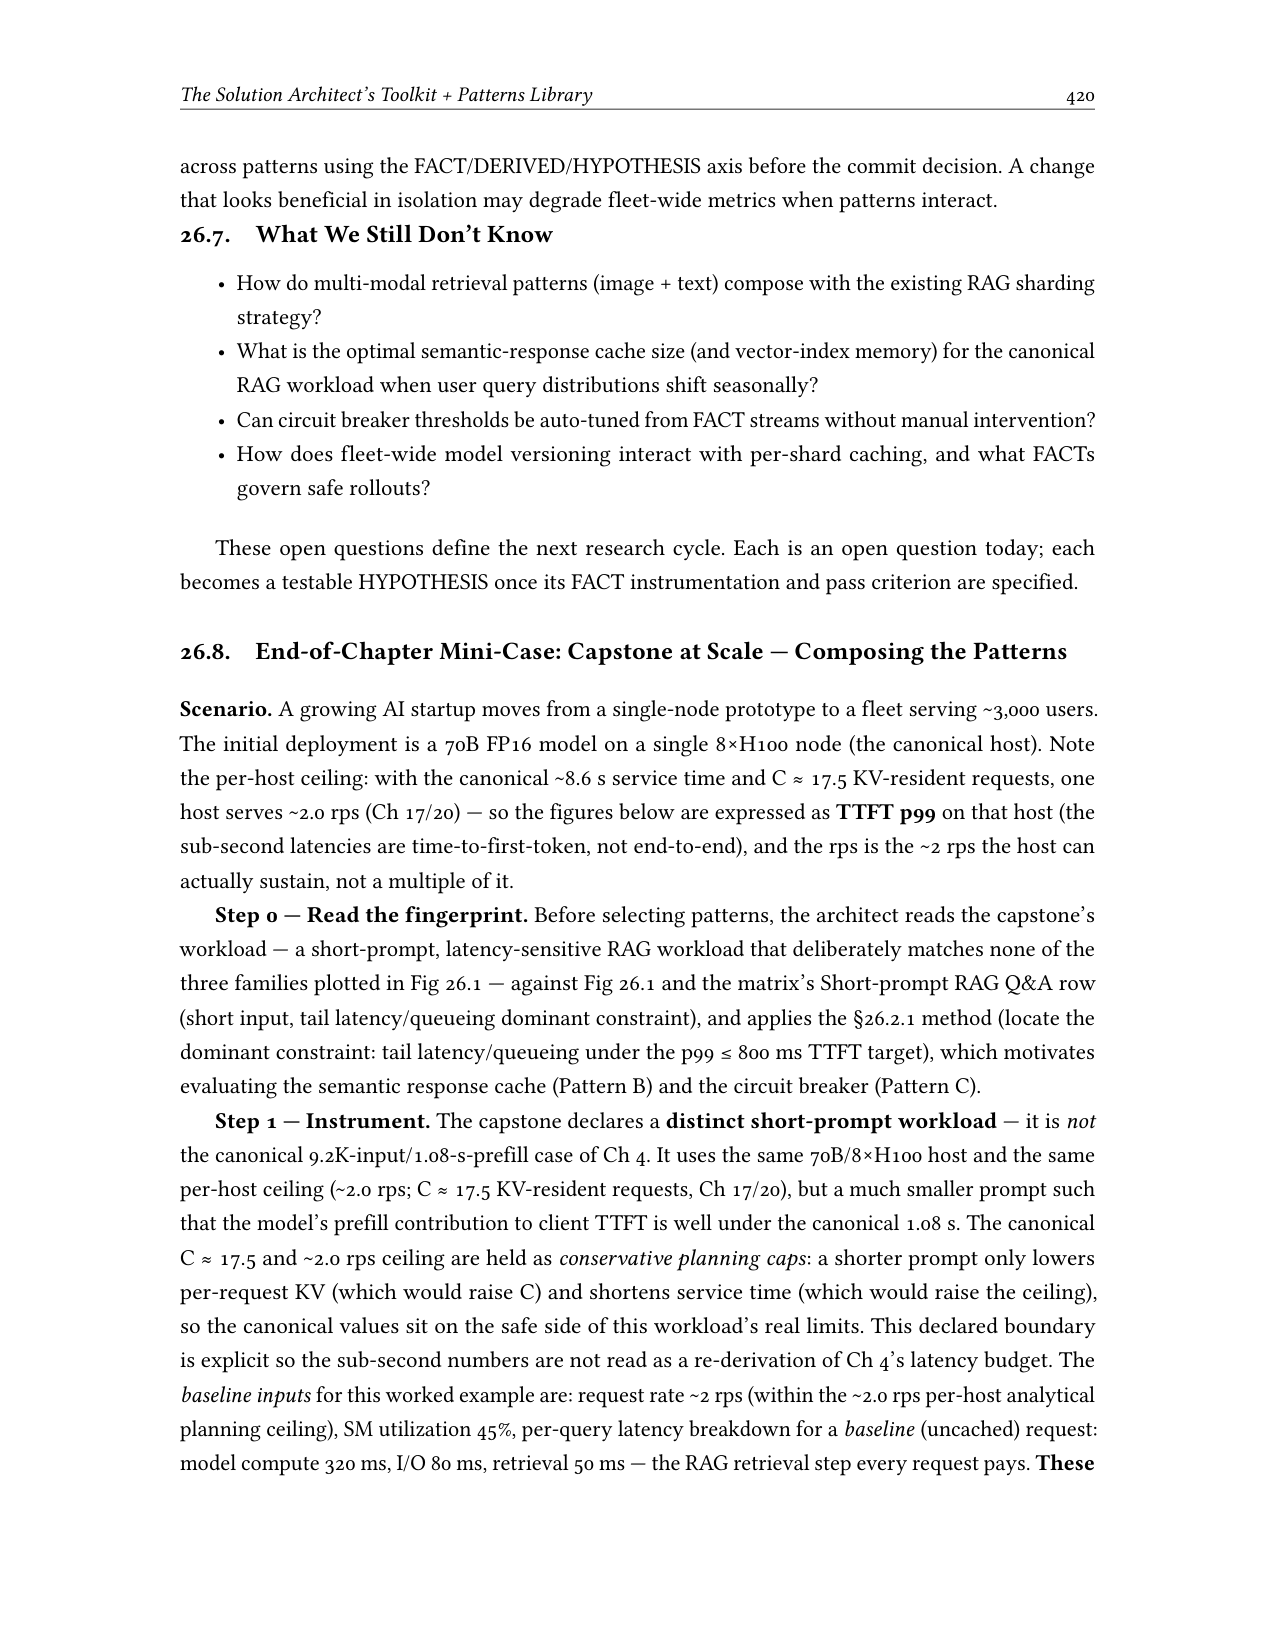 The Solution Architect's Toolkit + Patterns Library 420
across patterns using the FACT/DERIVED/HYPOTHESIS axis before the commit decision. A change
that looks beneficial in isolation may degrade fleet-wide metrics when patterns interact.
26.7. What We Still Don't Know
• How do multi-modal retrieval patterns (image + text) compose with the existing RAG sharding
strategy?
• What is the optimal semantic-response cache size (and vector-index memory) for the canonical
RAG workload when user query distributions shift seasonally?
• Can circuit breaker thresholds be auto-tuned from FACT streams without manual intervention?
• How does fleet-wide model versioning interact with per-shard caching, and what FACTs
govern safe rollouts?
These open questions define the next research cycle. Each is an open question today; each
becomes a testable HYPOTHESIS once its FACT instrumentation and pass criterion are specified.
26.8. End-of-Chapter Mini-Case: Capstone at Scale — Composing the Patterns
Scenario. A growing AI startup moves from a single-node prototype to a fleet serving ~3,000 users.
The initial deployment is a 70B FP16 model on a single 8×H100 node (the canonical host). Note
the per-host ceiling: with the canonical ~8.6 s service time and C ≈ 17.5 KV-resident requests, one
host serves ~2.0 rps (Ch 17/20) — so the figures below are expressed as TTFT p99 on that host (the
sub-second latencies are time-to-first-token, not end-to-end), and the rps is the ~2 rps the host can
actually sustain, not a multiple of it.
Step 0 — Read the fingerprint. Before selecting patterns, the architect reads the capstone's
workload — a short-prompt, latency-sensitive RAG workload that deliberately matches none of the
three families plotted in Fig 26.1 — against Fig 26.1 and the matrix's Short-prompt RAG Q&A row
(short input, tail latency/queueing dominant constraint), and applies the §26.2.1 method (locate the
dominant constraint: tail latency/queueing under the p99 ≤ 800 ms TTFT target), which motivates
evaluating the semantic response cache (Pattern B) and the circuit breaker (Pattern C).
Step 1 — Instrument. The capstone declares a distinct short-prompt workload — it is not
the canonical 9.2K-input/1.08-s-prefill case of Ch 4. It uses the same 70B/8×H100 host and the same
per-host ceiling (~2.0 rps; C ≈ 17.5 KV-resident requests, Ch 17/20), but a much smaller prompt such
that the model's prefill contribution to client TTFT is well under the canonical 1.08 s. The canonical
C ≈ 17.5 and ~2.0 rps ceiling are held as conservative planning caps: a shorter prompt only lowers
per-request KV (which would raise C) and shortens service time (which would raise the ceiling),
so the canonical values sit on the safe side of this workload's real limits. This declared boundary
is explicit so the sub-second numbers are not read as a re-derivation of Ch 4's latency budget. The
baseline inputs for this worked example are: request rate ~2 rps (within the ~2.0 rps per-host analytical
planning ceiling), SM utilization 45%, per-query latency breakdown for a baseline (uncached) request:
model compute 320 ms, I/O 80 ms, retrieval 50 ms — the RAG retrieval step every request pays. These